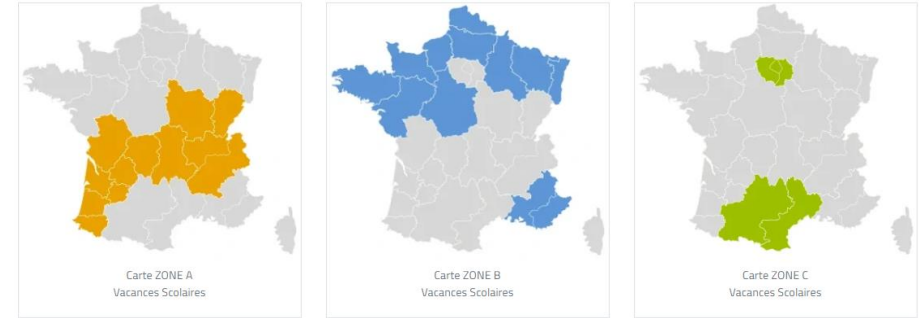 Carte ZONE A
Vacances Scolaires
Carte ZONE B
Vacances Scolaires
Carte ZONE C
Vacances Scolaires